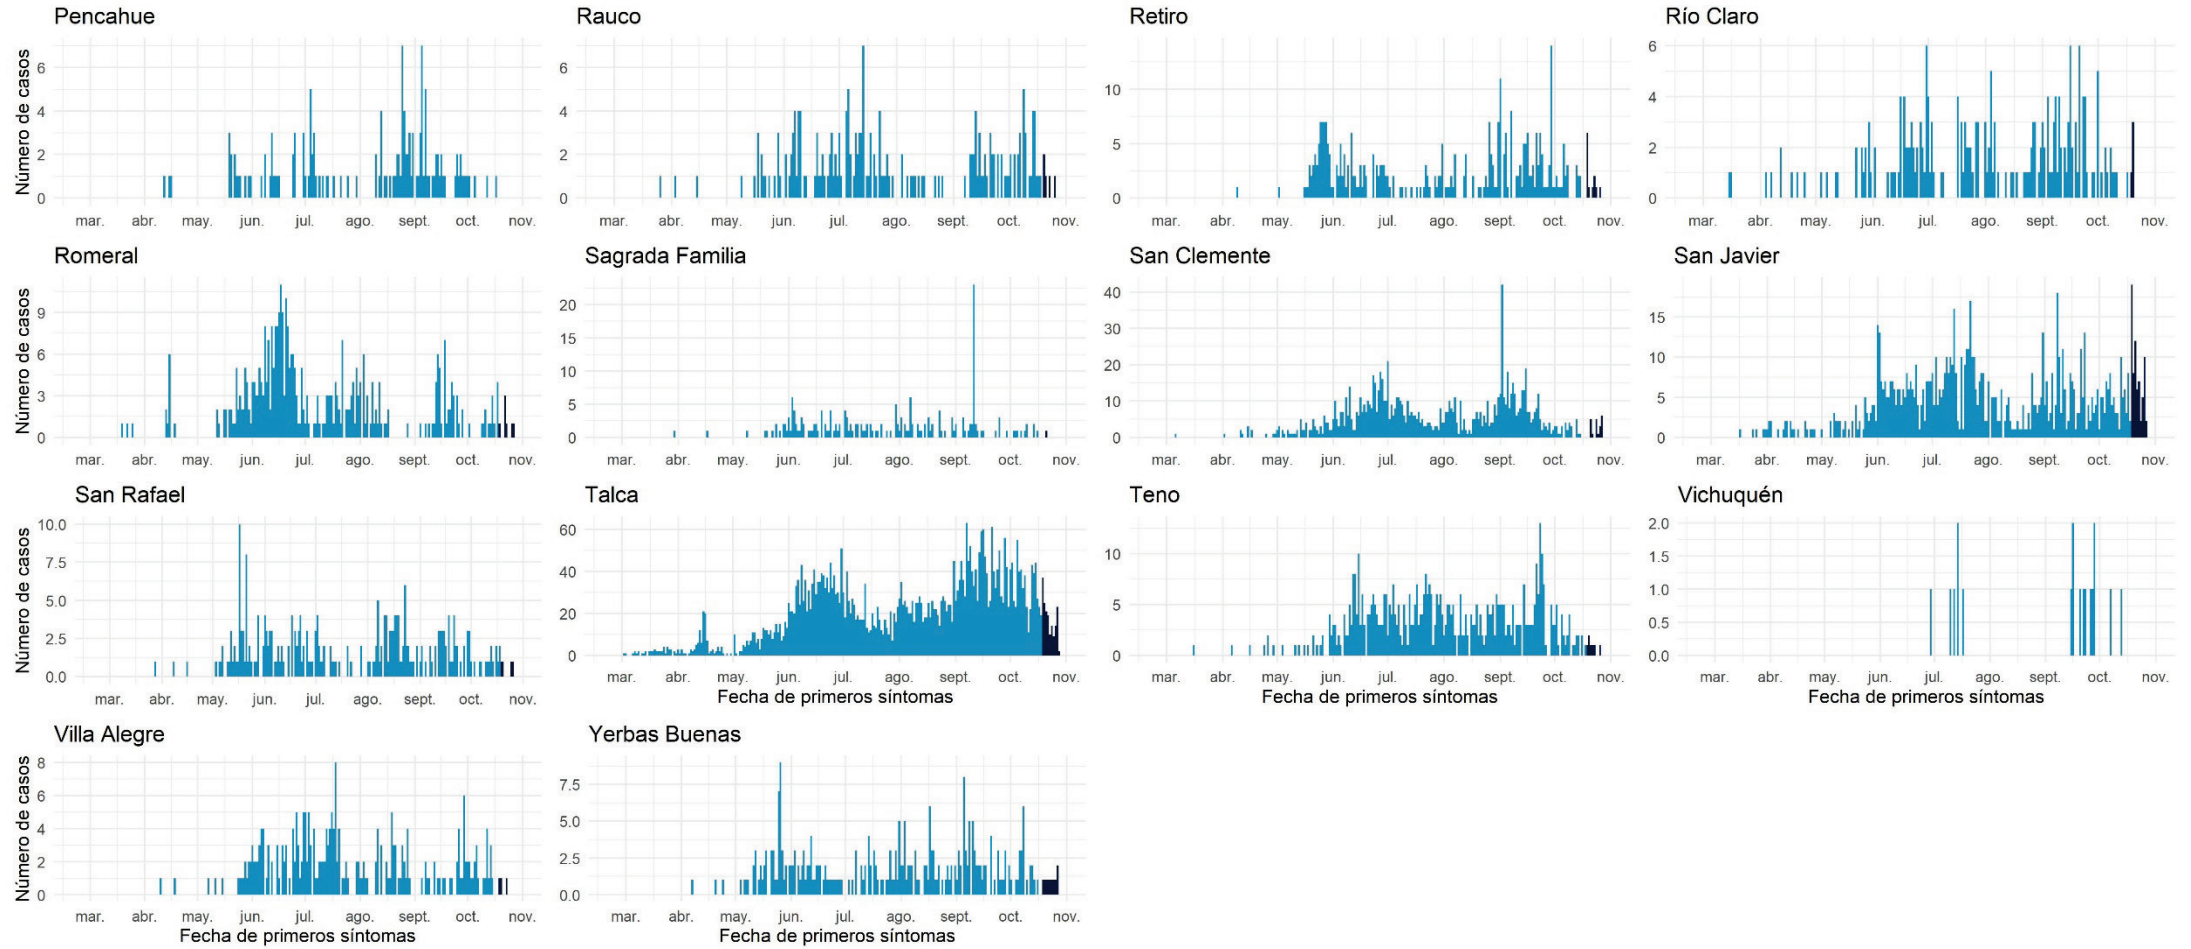 Pencahue
Número de casos
6
4
2
0
mar. abr. may. jun. jul. ago. sept. oct. nov.
Rauco
6
4
2
0
mar. abr. may. jun. jul. ago. sept. oct. nov.
Retiro
10
5
0
mar. abr. may. jun. jul. ago. sept. oct. nov.
Río Claro
6
4
2
0
mar. abr. may. jun. jul. ago. sept. oct. nov.
Romeral
Número de casos
9
6
3
0
mar. abr. may. jun. jul. ago. sept. oct. nov.
Sagrada Familia
20
15
10
5
0
mar. abr. may. jun. jul. ago. sept. oct. nov.
San Clemente
40
30
20
10
0
mar. abr. may. jun. jul. ago. sept. oct. nov.
San Javier
15
10
5
0
mar. abr. may. jun. jul. ago. sept. oct. nov.
San Rafael
Número de casos
10.0
7.5
5.0
2.5
0.0
mar. abr. may. jun. jul. ago. sept. oct. nov.
Talca
60
40
20
0
mar. abr. may. jun. jul. ago. sept. oct. nov.
Fecha de primeros síntomas
Teno
10
5
0
mar. abr. may. jun. jul. ago. sept. oct. nov.
Fecha de primeros síntomas
Vichuquén
2.0
1.5
1.0
0.5
0.0
mar. abr. may. jun. jul. ago. sept. oct. nov.
Fecha de primeros síntomas
Villa Alegre
Número de casos
8
6
4
2
0
mar. abr. may. jun. jul. ago. sept. oct. nov.
Fecha de primeros síntomas
Yerbas Buenas
7.5
5.0
2.5
0.0
mar. abr. may. jun. jul. ago. sept. oct. nov.
Fecha de primeros síntomas